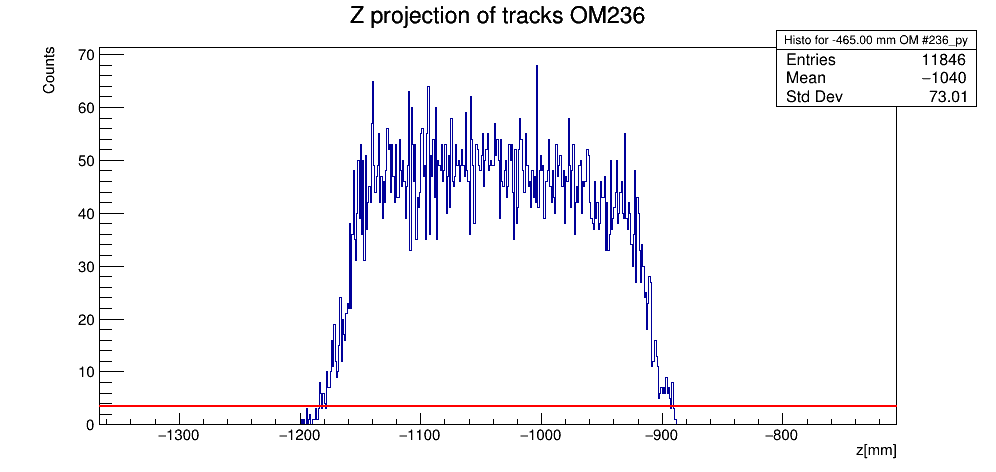 Z projection of tracks OM236
Histo for -465.00 mm OM #236_py
Entries 11846
Mean −1040
Std Dev 73.01
Counts
70
60
50
40
30
20
10
0
−1300 −1200 −1100 −1000 −900 −800
z[mm]